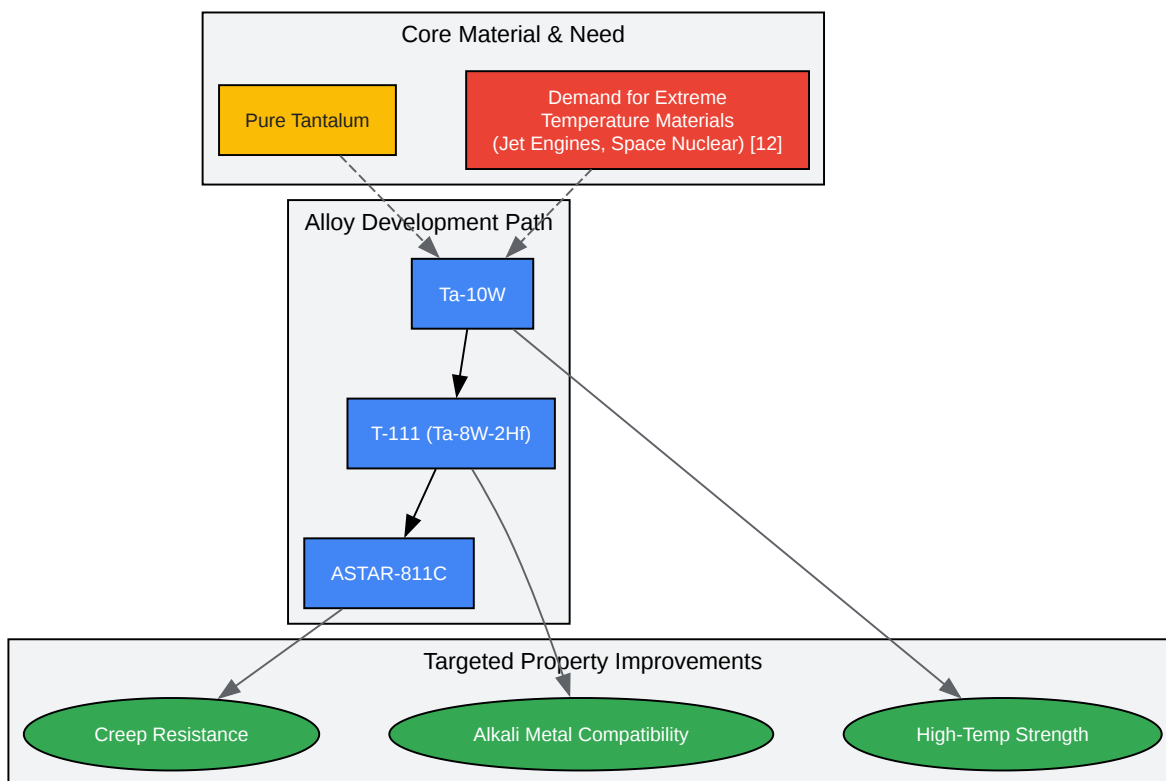 Core Material & Need
Pure Tantalum
Demand for Extreme
Temperature Materials
(Jet Engines, Space Nuclear) [12]
Alloy Development Path
Ta-10W
T-111 (Ta-8W-2Hf)
ASTAR-811C
Targeted Property Improvements
Creep Resistance
Alkali Metal Compatibility
High-Temp Strength